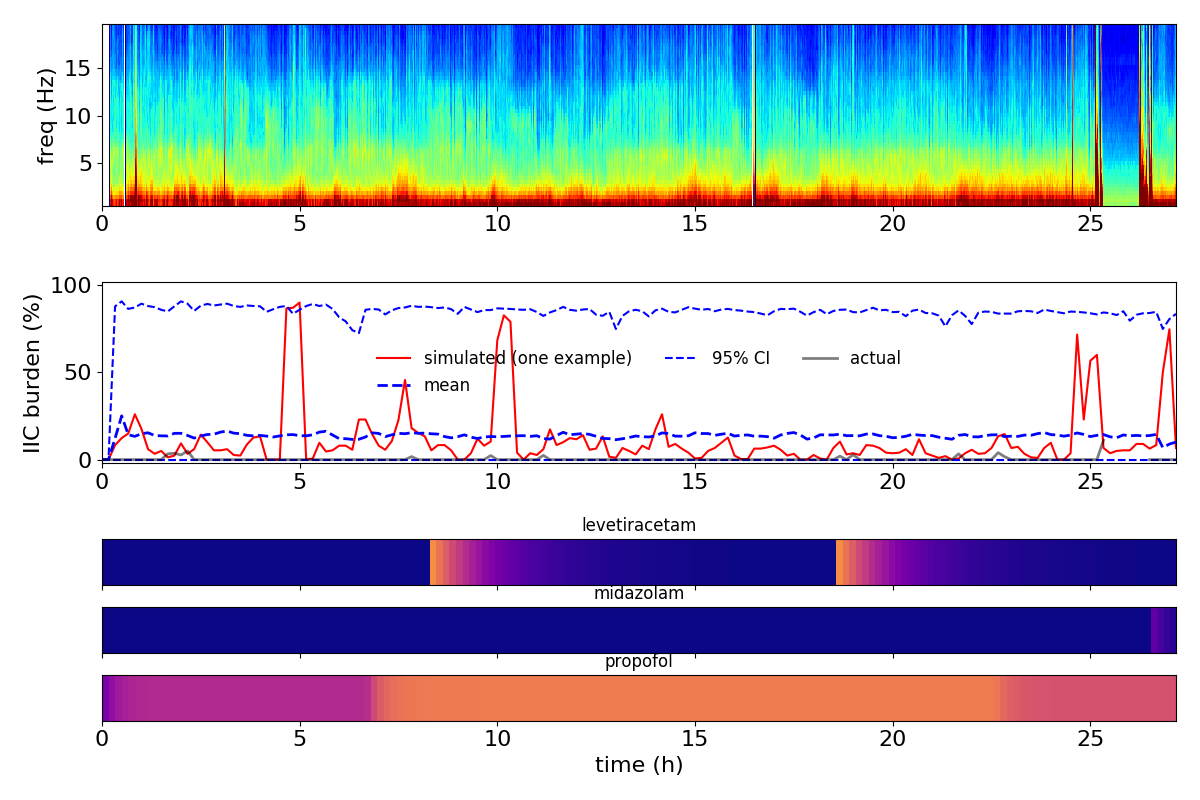 freq (Hz)
15
10
5
0 5 10 15 20 25
IIC burden (%)
100
50
0
simulated (one example) 95% CI actual
mean
0 5 10 15 20 25
levetiracetam
midazolam
propofol
0 5 10 15 20 25
time (h)